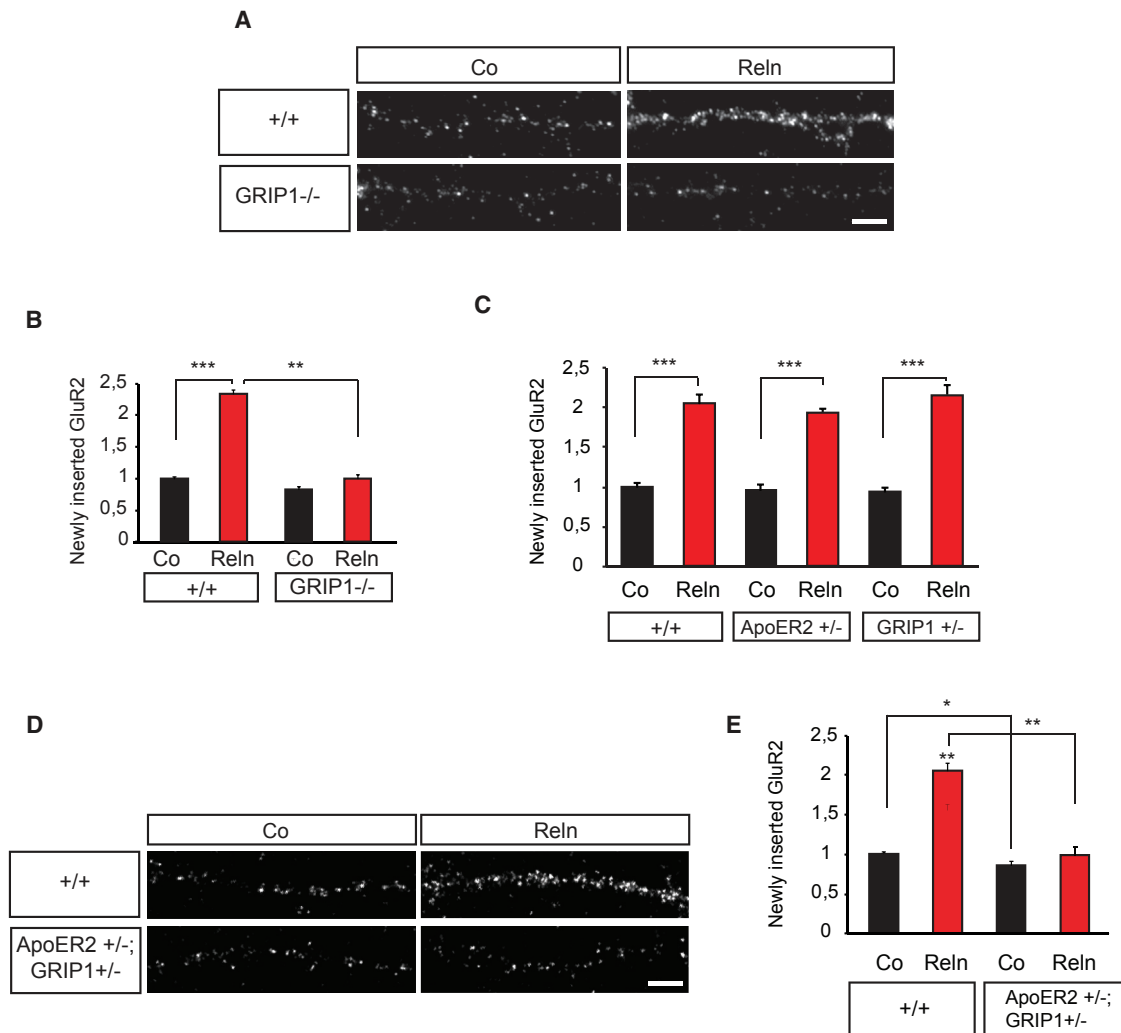 A
Co Reln
+/+
GRIP1-/-
B
Newly inserted GluR2
2,5
2
1,5
1
0,5
0
*** **
Co Reln Co Reln
+/+ GRIP1-/-
C
Newly inserted GluR2
2,5
2
1,5
1
0,5
0
*** *** ***
Co Reln Co Reln Co Reln
+/+ ApoER2 +/- GRIP1 +/-
D
Co Reln
+/+
ApoER2 +/-;
GRIP1+/-
E
Newly inserted GluR2
2,5
2
1,5
1
0,5
0
*
**
**
Co Reln Co Reln
+/+ ApoER2 +/-;
GRIP1+/-